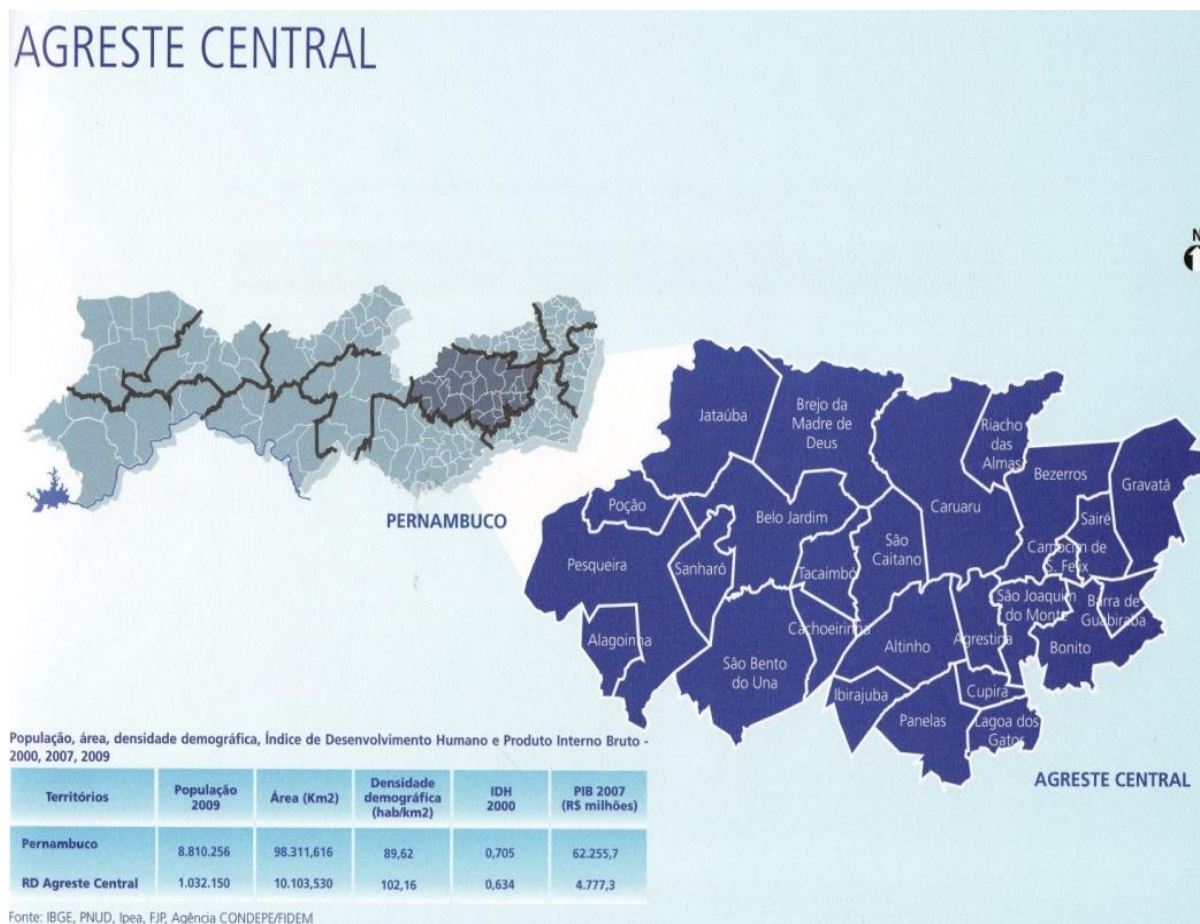 AGRESTE CENTRAL
N
PERNAMBUCO
Jataúba
Brejo da
Madre de
Deus
Riacho
das
Almas
Bezerros
Gravatá
Poção
Belo Jardim
Caruaru
Sairé
Pesqueira
Sanharó
Tacaimbó
São
Caitano
Camocim de
S. Felix
São Joaquim
do Monte
Barra de
Guabiraba
Alagoinha
Cachoeirinha
São Bento
do Una
Altinho
Agrestina
Bonito
Ibirajuba
Cupira
Panelas
Lagoa dos
Gatos
AGRESTE CENTRAL
População, área, densidade demográfica, Índice de Desenvolvimento Humano e Produto Interno Bruto -
2000, 2007, 2009
Territórios População 2009 Área (Km2) Densidade demográfica (hab/km2) IDH 2000 PIB 2007 (R$ milhões)
Pernambuco 8.810.256 98.311,616 89,62 0,705 62.255,7
RD Agreste Central 1.032.150 10.103,530 102,16 0,634 4.777,3
Fonte: IBGE, PNUD, Ipea, FJP, Agência CONDEPE/FIDEM